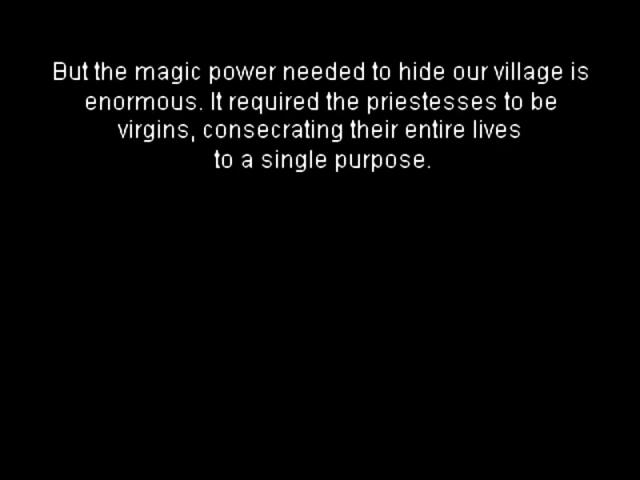 But the magic power needed to hide our village is
enormous. It required the priestesses to be
virgins, consecrating their entire lives
to a single purpose.